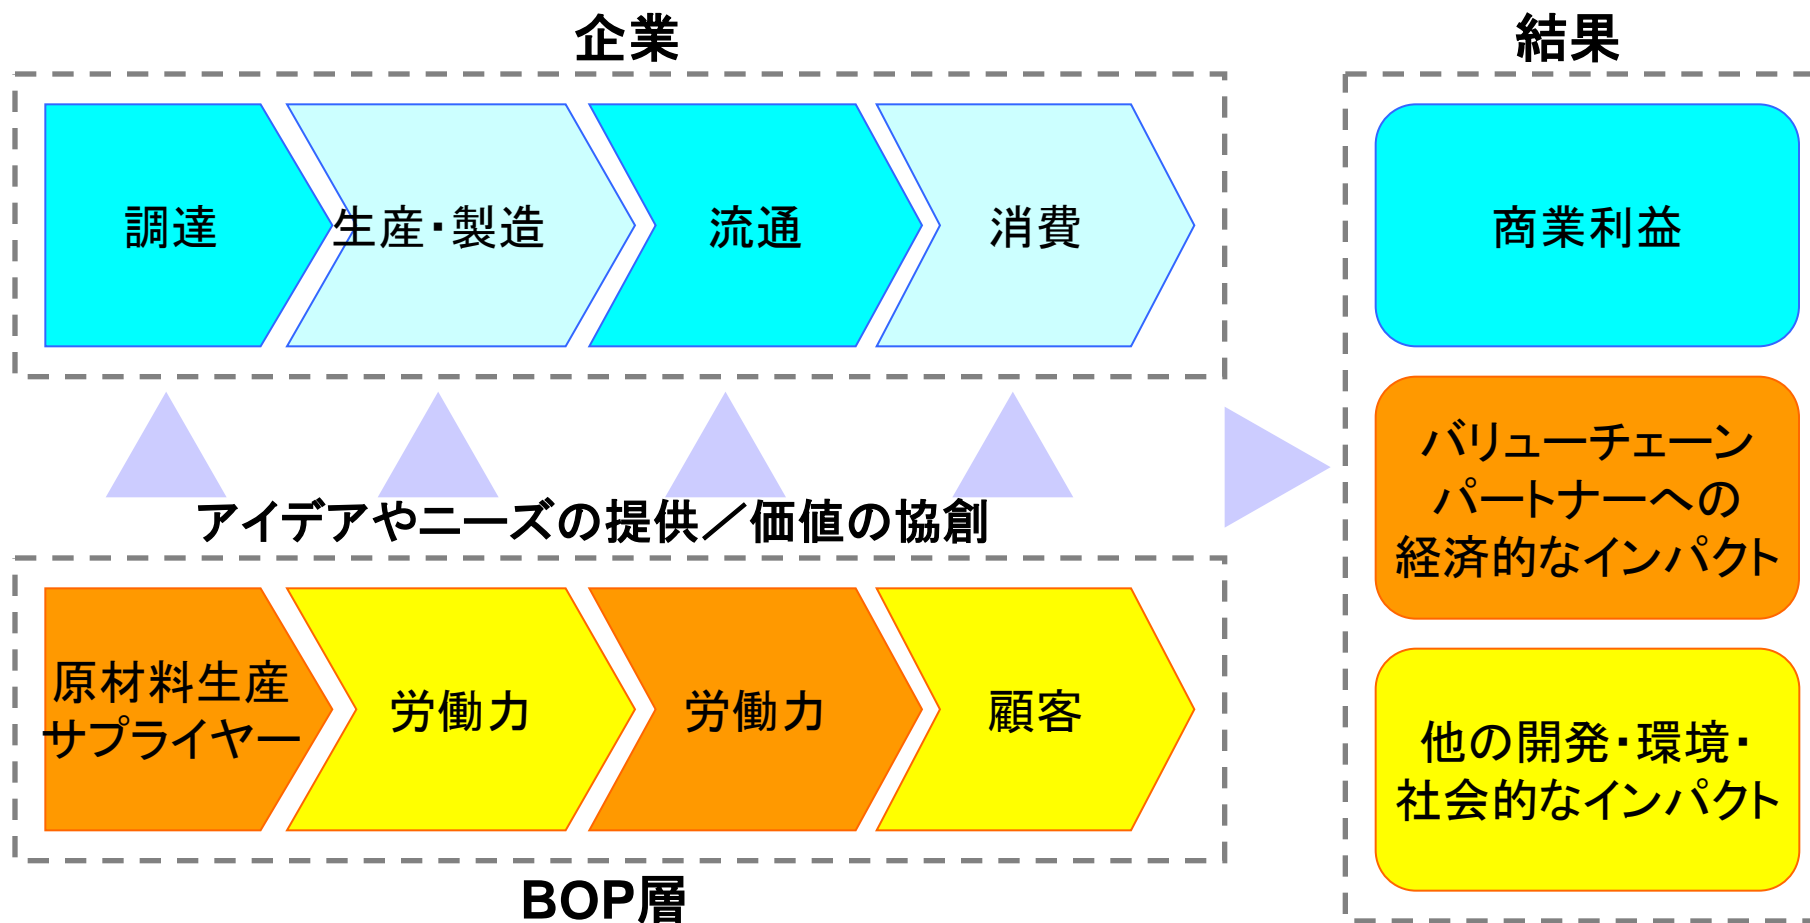 企業
調達
生産・製造
流通
消費
アイデアやニーズの提供／価値の協創
原材料生産
サプライヤー
労働力
労働力
顧客
BOP層
結果
商業利益
バリューチェーン
パートナーへの
経済的なインパクト
他の開発・環境・
社会的なインパクト